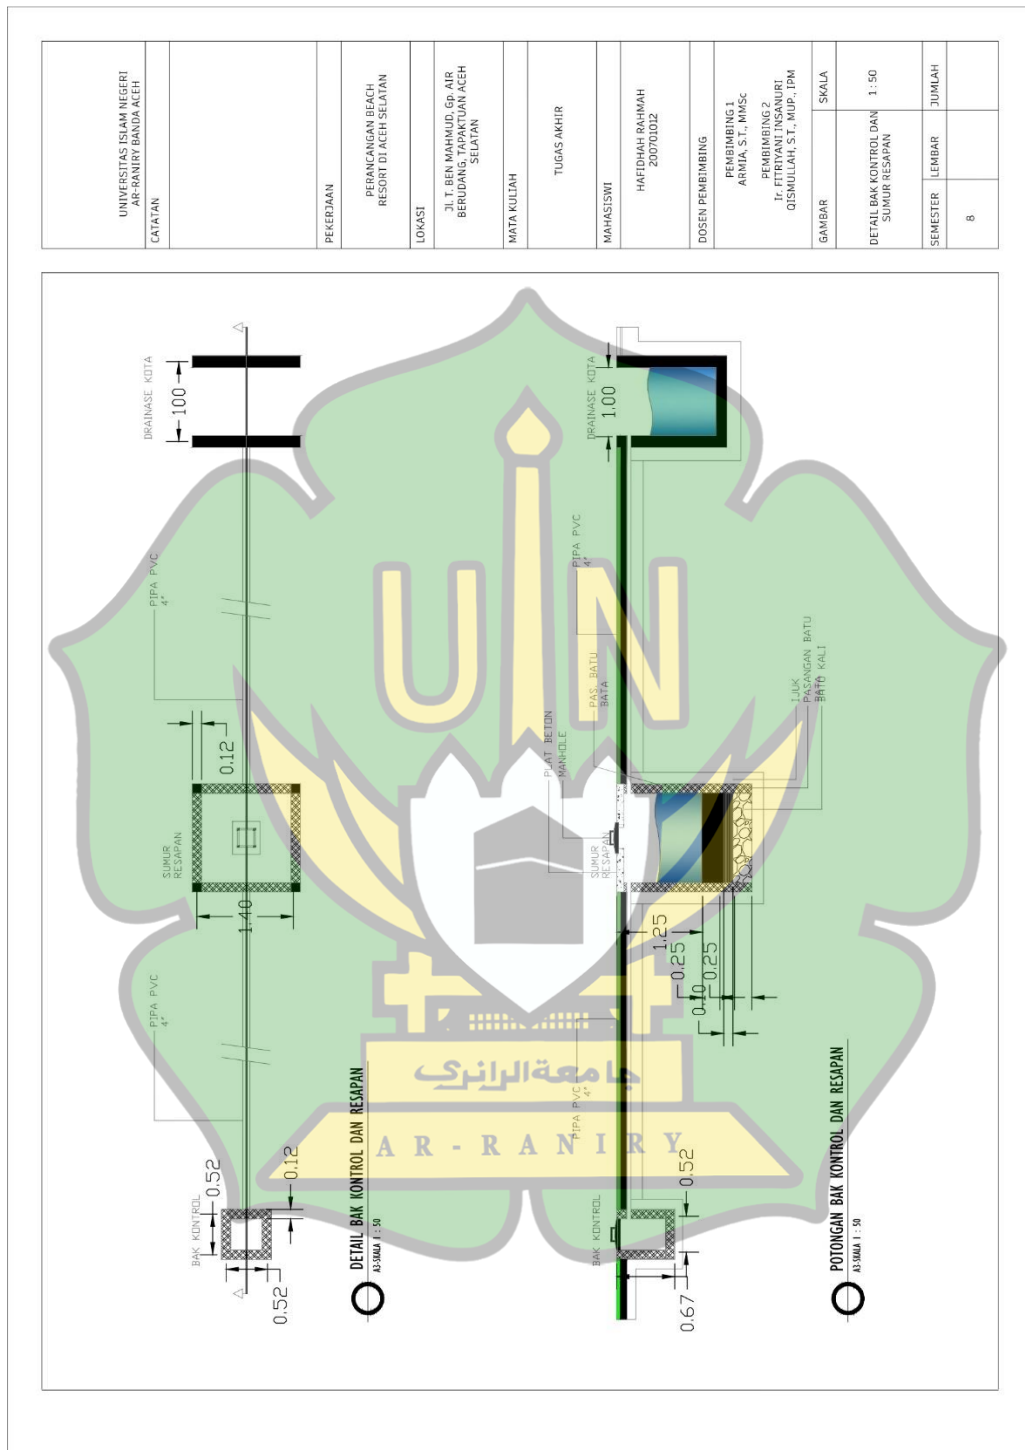 UNIVERSITAS ISLAM NEGERI
AR-RANIRY BANDA ACEH
CATATAN
PEKERJAAN
PERANCANGAN BEACH
RESORT DI ACEH SELATAN
LOKASI
Jl. T. BEN MAHMUD, Gp. AIR
BERUDANG, TAPAKTUAN ACEH
SELATAN
MATA KULIAH
TUGAS AKHIR
MAHASISWI
HAFIDHAH RAHMAH
200701012
DOSEN PEMBIMBING
PEMBIMBING 1
ARMIA, S.T., MMSc
PEMBIMBING 2
Ir. FITRIYANI INSANURI
QISMULLAH, S.T., MUP., IPM
GAMBAR
SKALA
DETAIL BAK KONTROL DAN
SUMUR RESAPAN
1 : 50
SEMESTER
LEMBAR
JUMLAH
8
BAK KONTROL
0.52
0.52
0.12
PIPA PVC
4"
SUMUR
RESAPAN
1.40
0.12
PIPA PVC
4"
DRAINASE KOTA
100
DETAIL BAK KONTROL DAN RESAPAN
A3-SKALA 1 : 50
BAK KONTROL
0.67
0.52
PIPA PVC
4"
PLAT BETON
MANHOLE
PAS. BATU
BATA
SUMUR
RESAPAN
1.25
0.25
0.10
0.25
IJUK
PASANGAN BATU
BATA
BATU KALI
PIPA PVC
4"
DRAINASE KOTA
1.00
POTONGAN BAK KONTROL DAN RESAPAN
A3-SKALA 1 : 50
UIN
جامعة الرانري
AR-RANIRY